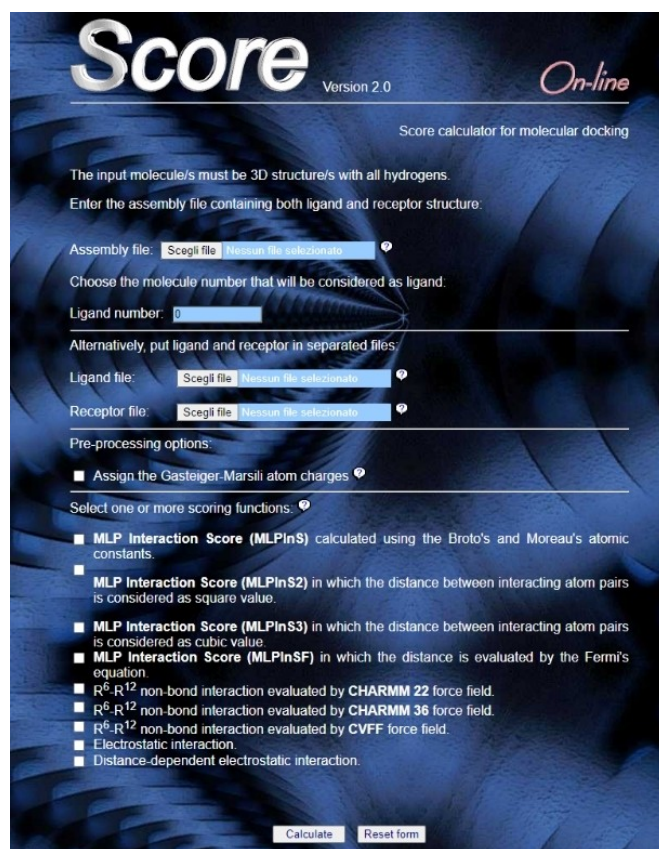 Score
Version 2.0
On-line
Score calculator for molecular docking
The input molecule/s must be 3D structure/s with all hydrogens.
Enter the assembly file containing both ligand and receptor structure:
Assembly file: Scegli file Nessun file selezionato ?
Choose the molecule number that will be considered as ligand:
Ligand number: 0
Alternatively, put ligand and receptor in separated files:
Ligand file: Scegli file Nessun file selezionato ?
Receptor file: Scegli file Nessun file selezionato ?
Pre-processing options:
Assign the Gasteiger-Marsili atom charges ?
Select one or more scoring functions: ?
MLP Interaction Score (MLPInS) calculated using the Broto's and Moreau's atomic
constants.
MLP Interaction Score (MLPInS2) in which the distance between interacting atom pairs
is considered as square value.
MLP Interaction Score (MLPInS3) in which the distance between interacting atom pairs
is considered as cubic value.
MLP Interaction Score (MLPInSF) in which the distance is evaluated by the Fermi's
equation.
R⁶-R¹² non-bond interaction evaluated by CHARMM 22 force field.
R⁶-R¹² non-bond interaction evaluated by CHARMM 36 force field.
R⁶-R¹² non-bond interaction evaluated by CVFF force field.
Electrostatic interaction.
Distance-dependent electrostatic interaction.
Calculate Reset form